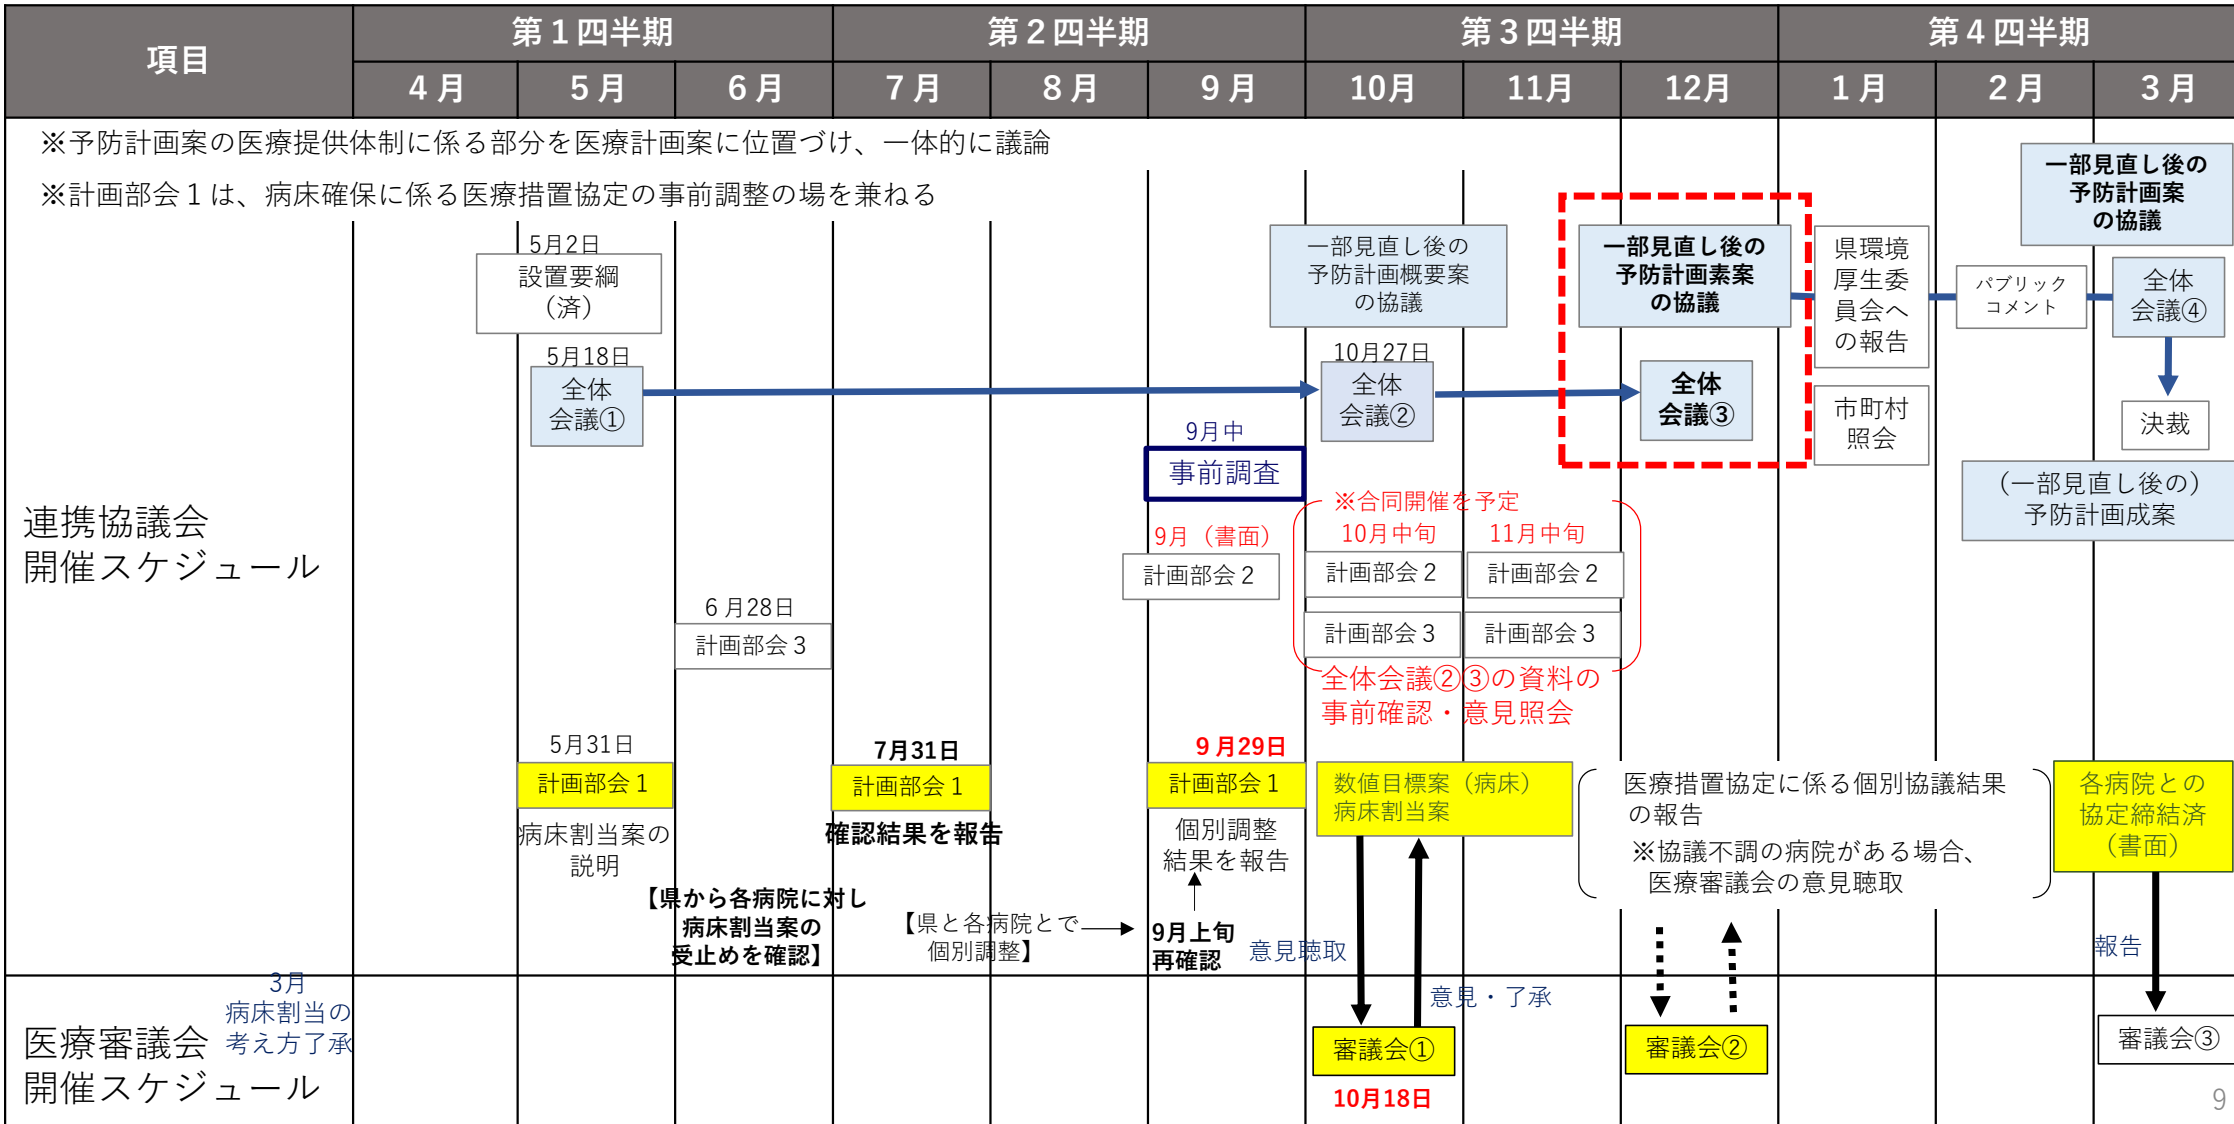 項目
第１四半期
第２四半期
第３四半期
第４四半期
４月
５月
６月
７月
８月
９月
10月
11月
12月
１月
２月
３月
※予防計画案の医療提供体制に係る部分を医療計画案に位置づけ、一体的に議論
※計画部会１は、病床確保に係る医療措置協定の事前調整の場を兼ねる
連携協議会
開催スケジュール
5月2日
設置要綱
（済）
5月18日
全体
会議①
一部見直し後の
予防計画概要案
の協議
10月27日
全体
会議②
一部見直し後の
予防計画素案
の協議
全体
会議③
県環境
厚生委
員会へ
の報告
市町村
照会
パブリック
コメント
一部見直し後の
予防計画案
の協議
全体
会議④
決裁
（一部見直し後の）
予防計画成案
9月中
事前調査
9月（書面）
計画部会２
※合同開催を予定
10月中旬
11月中旬
計画部会２
計画部会２
計画部会３
計画部会３
全体会議②③の資料の
事前確認・意見照会
６月28日
計画部会３
5月31日
計画部会１
病床割当案の
説明
7月31日
計画部会１
確認結果を報告
【県から各病院に対し
病床割当案の
受止めを確認】
９月29日
計画部会１
個別調整
結果を報告
【県と各病院とで
個別調整】
9月上旬
再確認
数値目標案（病床）
病床割当案
意見聴取
意見・了承
医療措置協定に係る個別協議結果
の報告
※協議不調の病院がある場合、
医療審議会の意見聴取
各病院との
協定締結済
（書面）
報告
医療審議会
開催スケジュール
3月
病床割当の
考え方了承
審議会①
10月18日
審議会②
審議会③
9